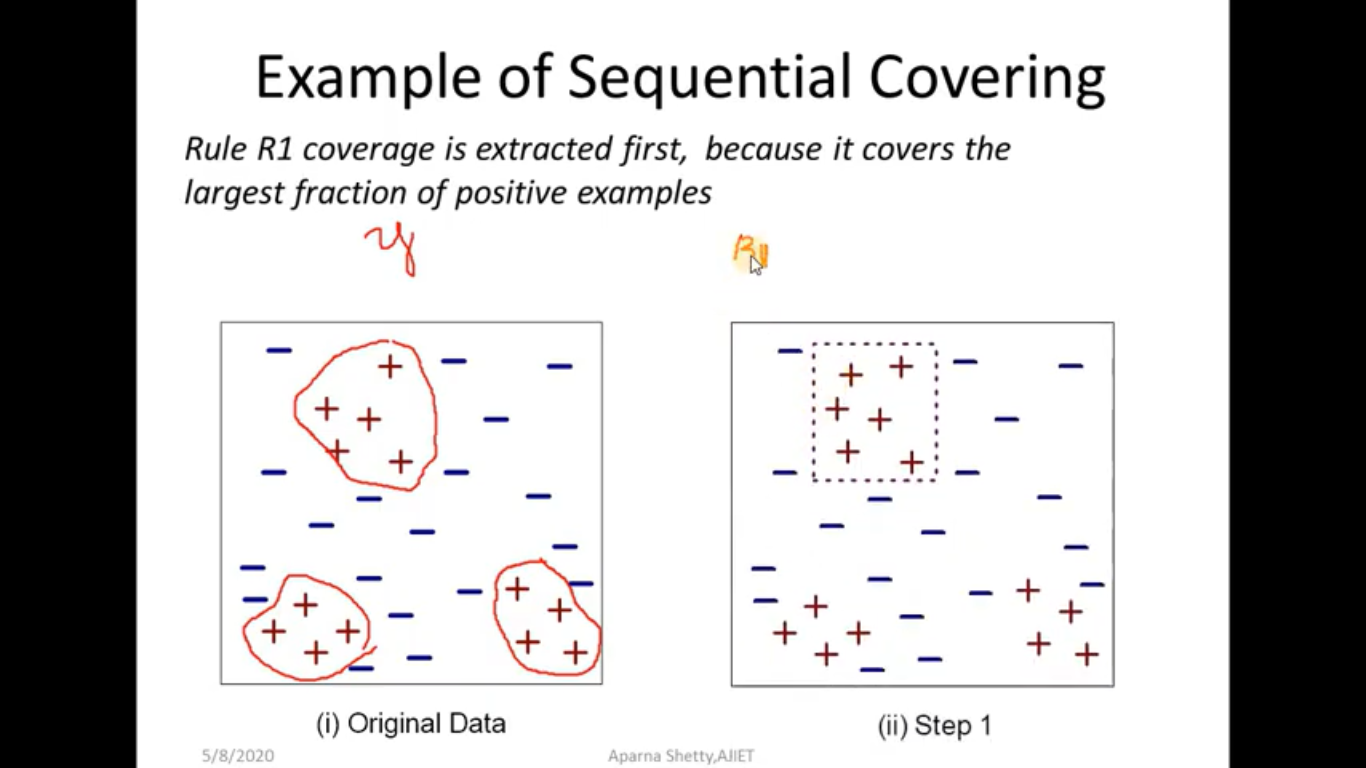 Example of Sequential Covering
Rule R1 coverage is extracted first, because it covers the
largest fraction of positive examples
(i) Original Data
(ii) Step 1
5/8/2020
Aparna Shetty,AJIET